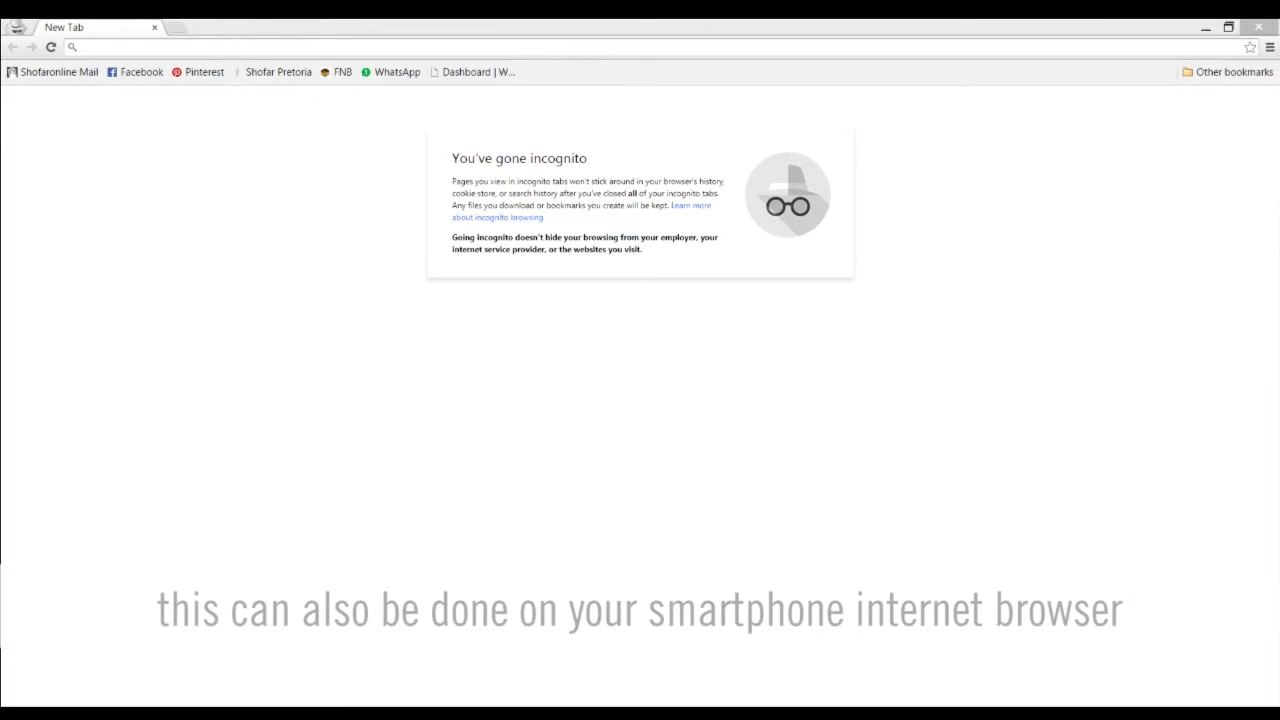 New Tab
Shofaronline Mail Facebook Pinterest Shofar Pretoria FNB WhatsApp Dashboard | W... Other bookmarks
You've gone incognito
Pages you view in incognito tabs won't stick around in your browser's history,
cookie store, or search history after you've closed all of your incognito tabs.
Any files you download or bookmarks you create will be kept. Learn more
about incognito browsing
Going incognito doesn't hide your browsing from your employer, your
internet service provider, or the websites you visit.
this can also be done on your smartphone internet browser